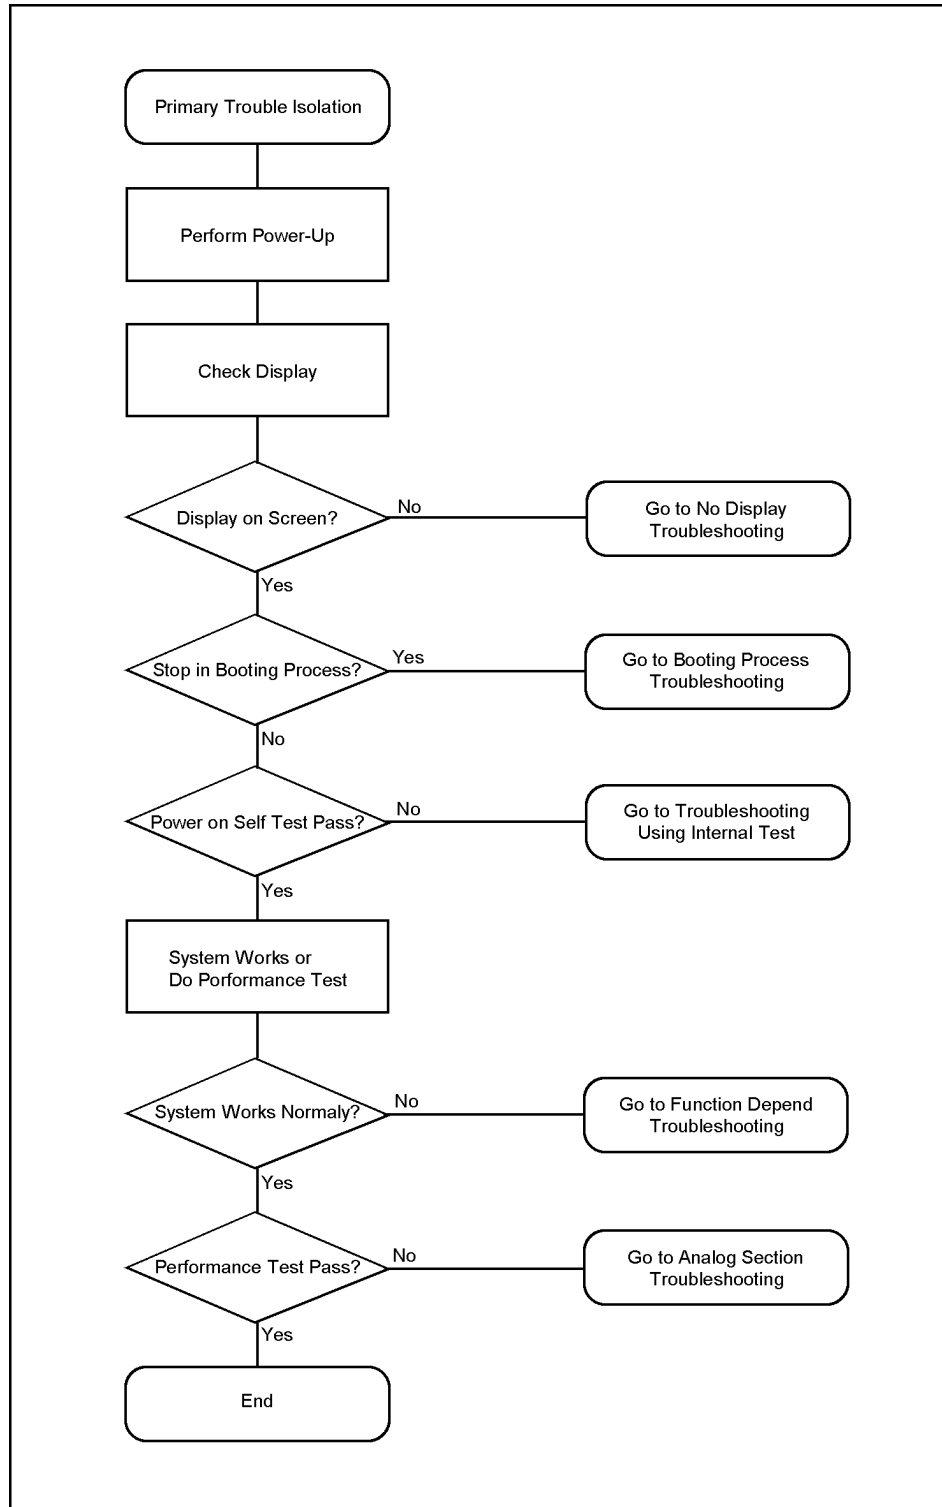 Primary Trouble Isolation
Perform Power-Up
Check Display
Display on Screen?
No
Go to No Display
Troubleshooting
Yes
Stop in Booting Process?
Yes
Go to Booting Process
Troubleshooting
No
Power on Self Test Pass?
No
Go to Troubleshooting
Using Internal Test
Yes
System Works or
Do Porformance Test
System Works Normaly?
No
Go to Function Depend
Troubleshooting
Yes
Performance Test Pass?
No
Go to Analog Section
Troubleshooting
Yes
End